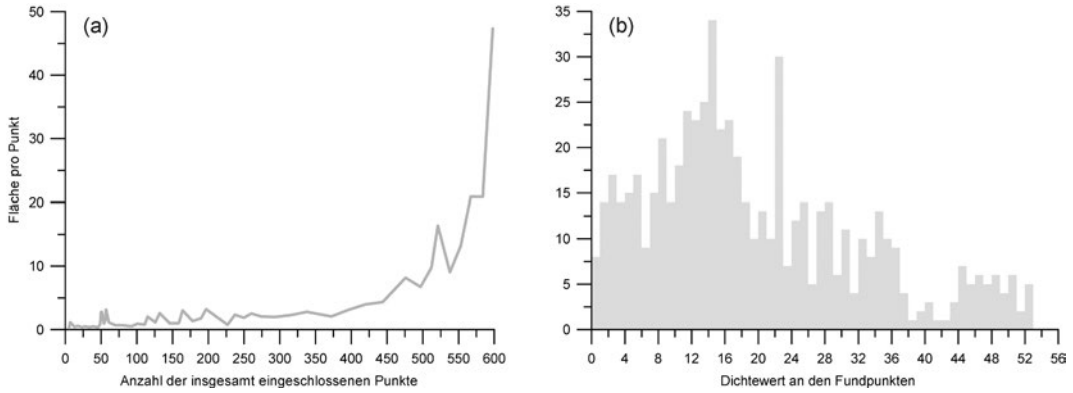 (a)
50
40
50
20
10
0
Fläche pro Punkt
0 50 100 150 200 250 300 350 400 450 500 550 600
Anzahl der insgesamt eingeschlossenen Punkte
(b)
35
30
25
20
15
10
5
0
0 4 8 12 16 20 24 28 32 36 40 44 48 52 56
Dichtewert an den Fundpunkten